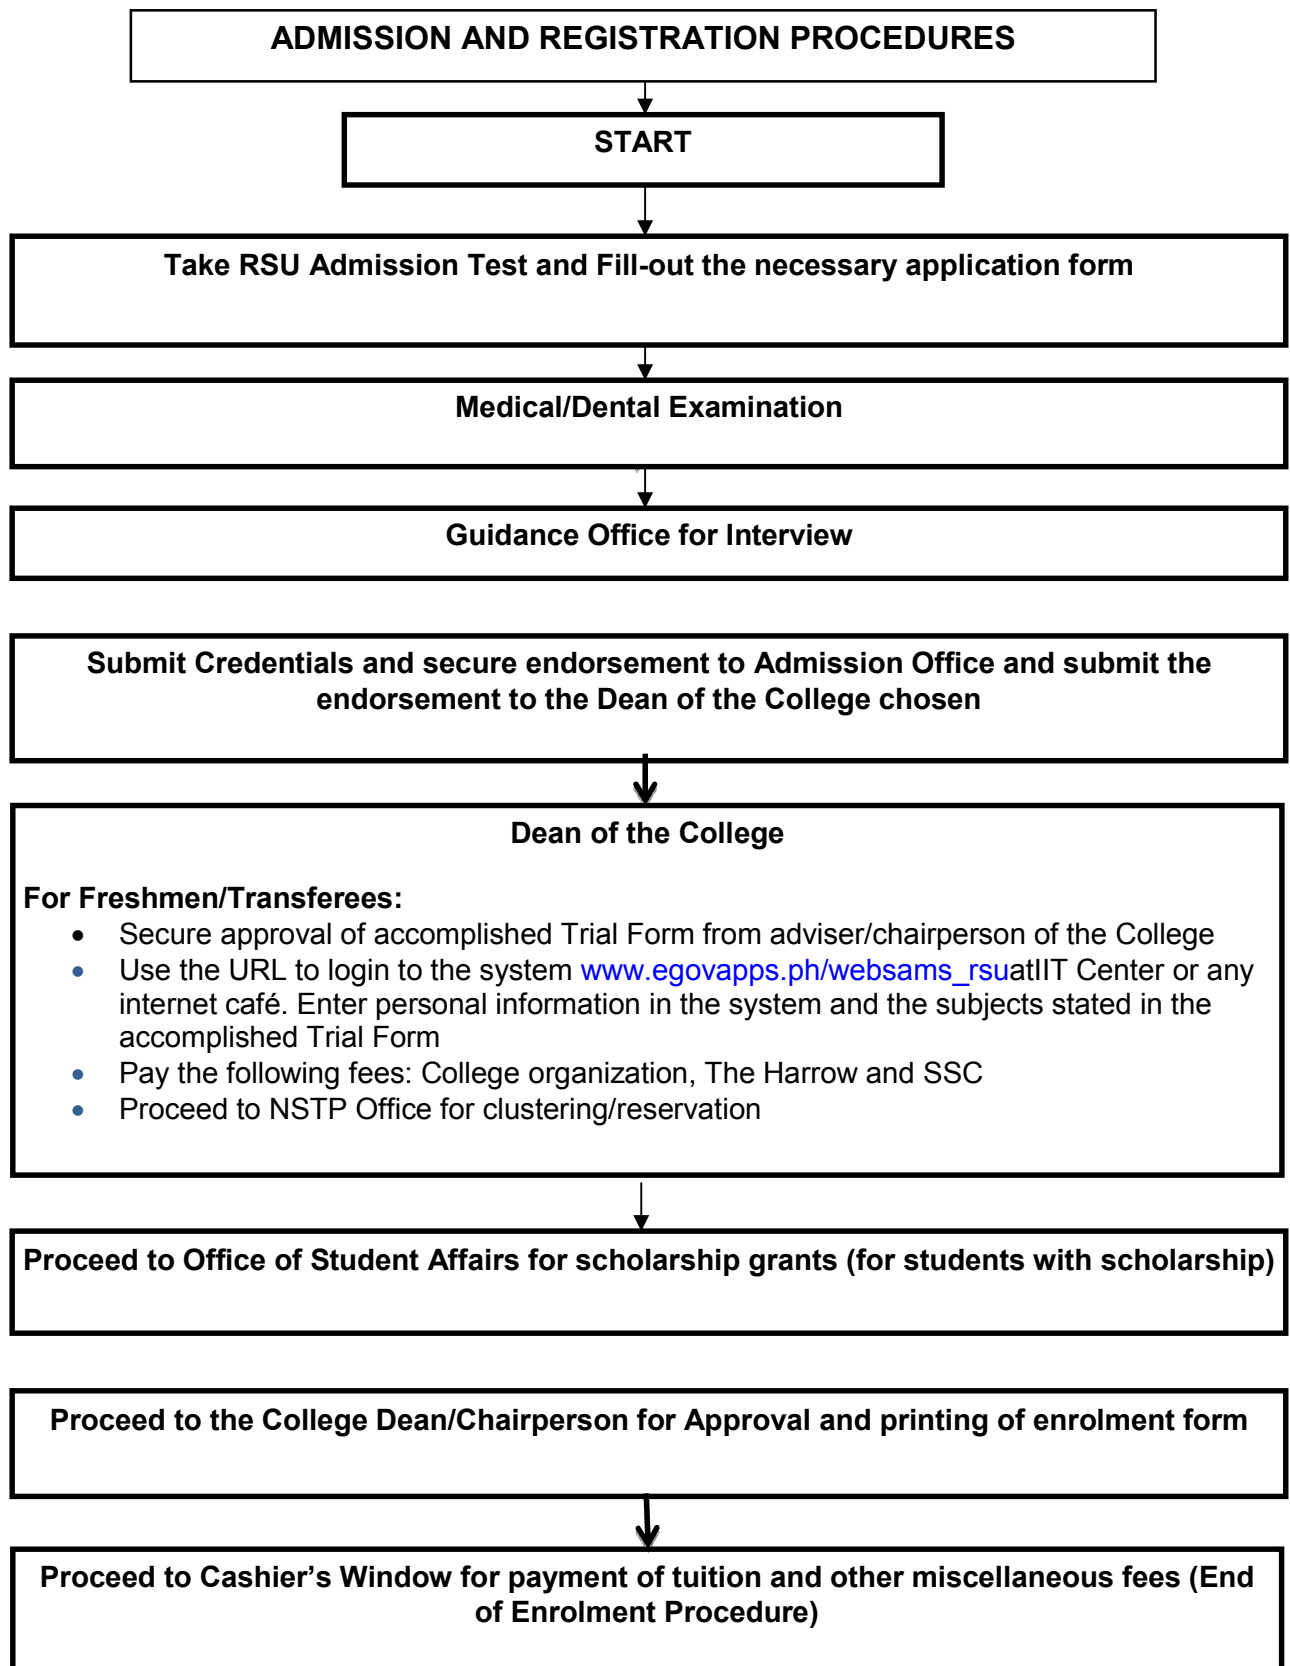 ADMISSION AND REGISTRATION PROCEDURES
START
Take RSU Admission Test and Fill-out the necessary application form
Medical/Dental Examination
Guidance Office for Interview
Submit Credentials and secure endorsement to Admission Office and submit the
endorsement to the Dean of the College chosen
Dean of the College
For Freshmen/Transferees:
• Secure approval of accomplished Trial Form from adviser/chairperson of the College
• Use the URL to login to the system www.egovapps.ph/websams_rsuatIIT Center or any
internet café. Enter personal information in the system and the subjects stated in the
accomplished Trial Form
• Pay the following fees: College organization, The Harrow and SSC
• Proceed to NSTP Office for clustering/reservation
Proceed to Office of Student Affairs for scholarship grants (for students with scholarship)
Proceed to the College Dean/Chairperson for Approval and printing of enrolment form
Proceed to Cashier’s Window for payment of tuition and other miscellaneous fees (End
of Enrolment Procedure)